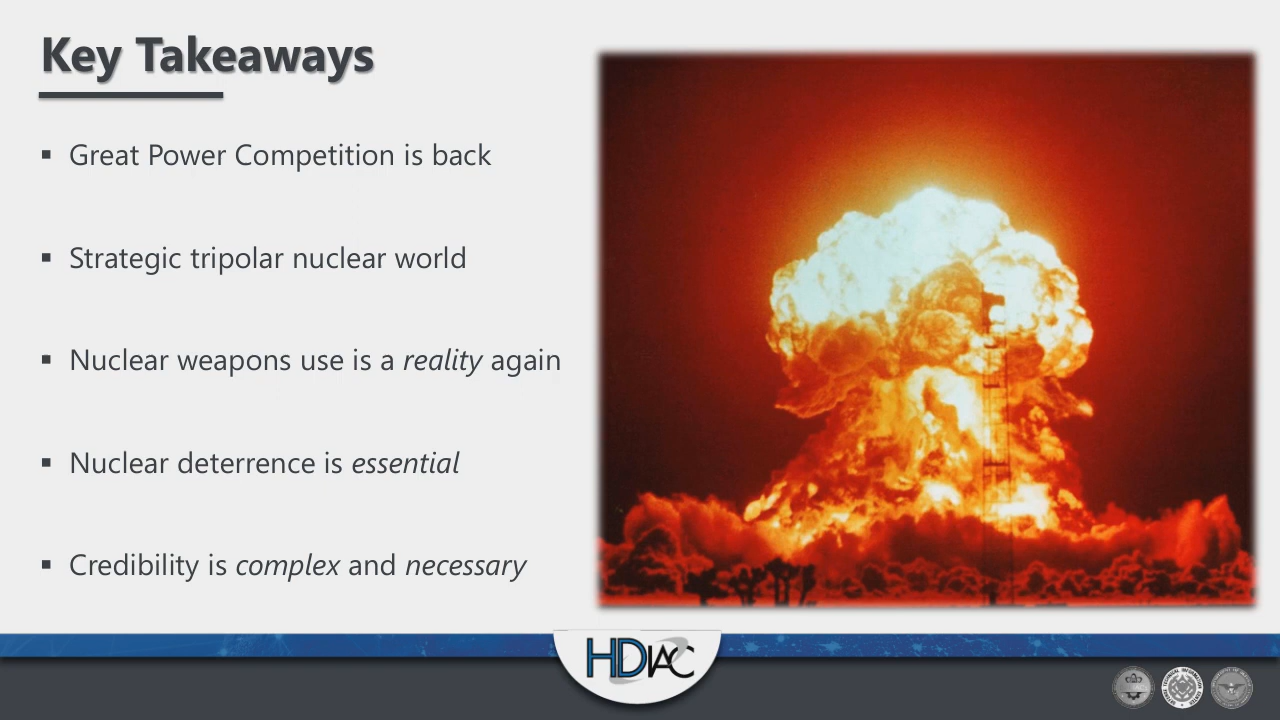 Key Takeaways
▪ Great Power Competition is back
▪ Strategic tripolar nuclear world
▪ Nuclear weapons use is a reality again
▪ Nuclear deterrence is essential
▪ Credibility is complex and necessary
HDIAC